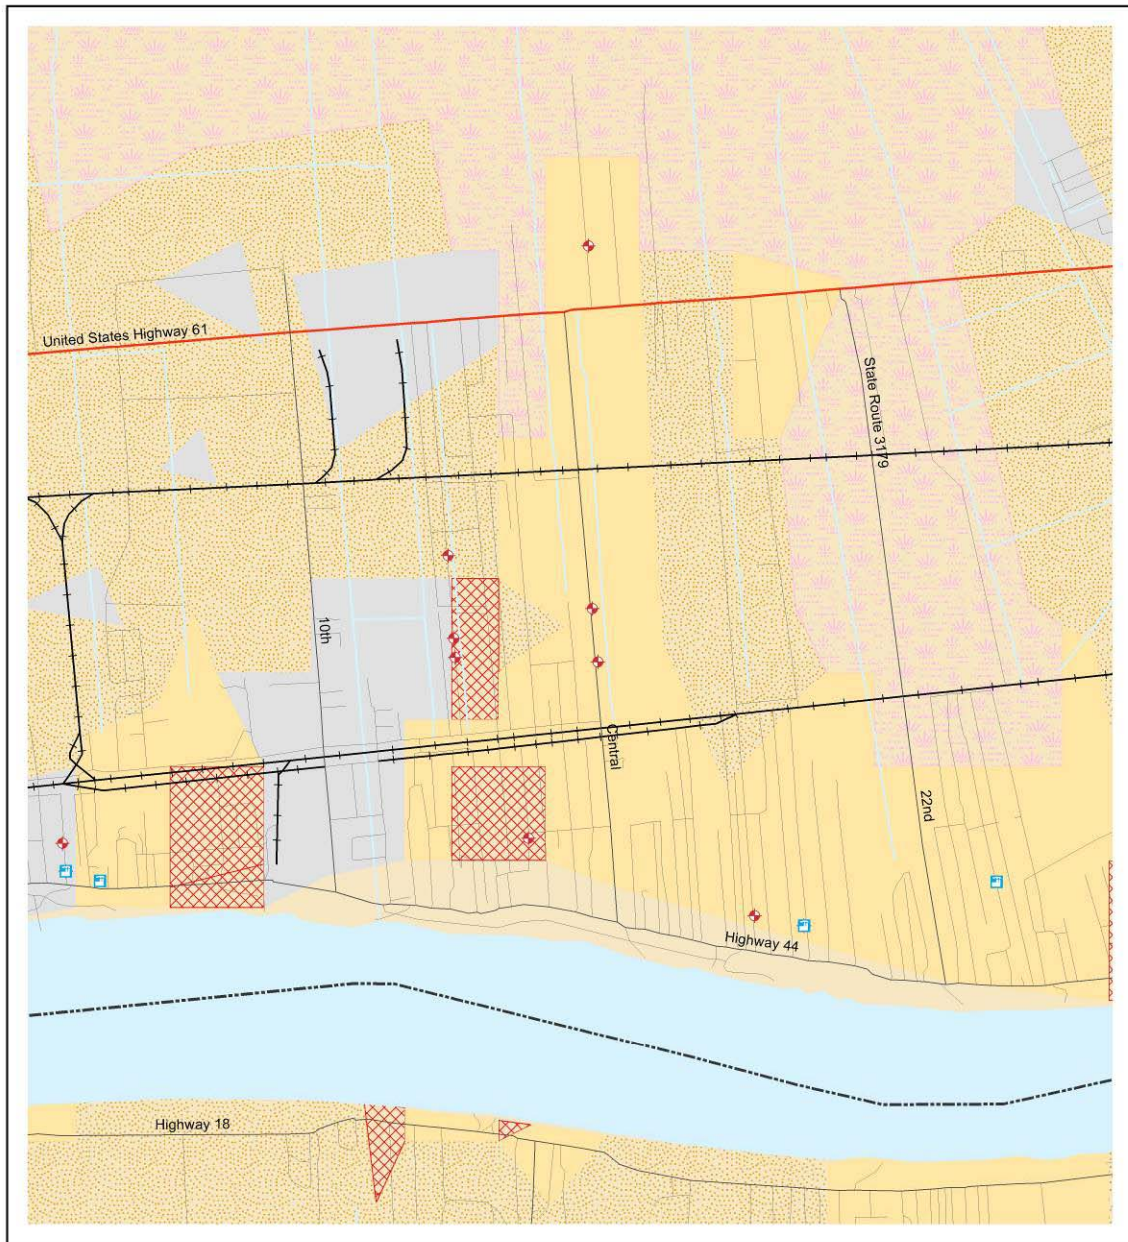 United States Highway 61
State Route 3179
10th
Central
22nd
Highway 44
Highway 18